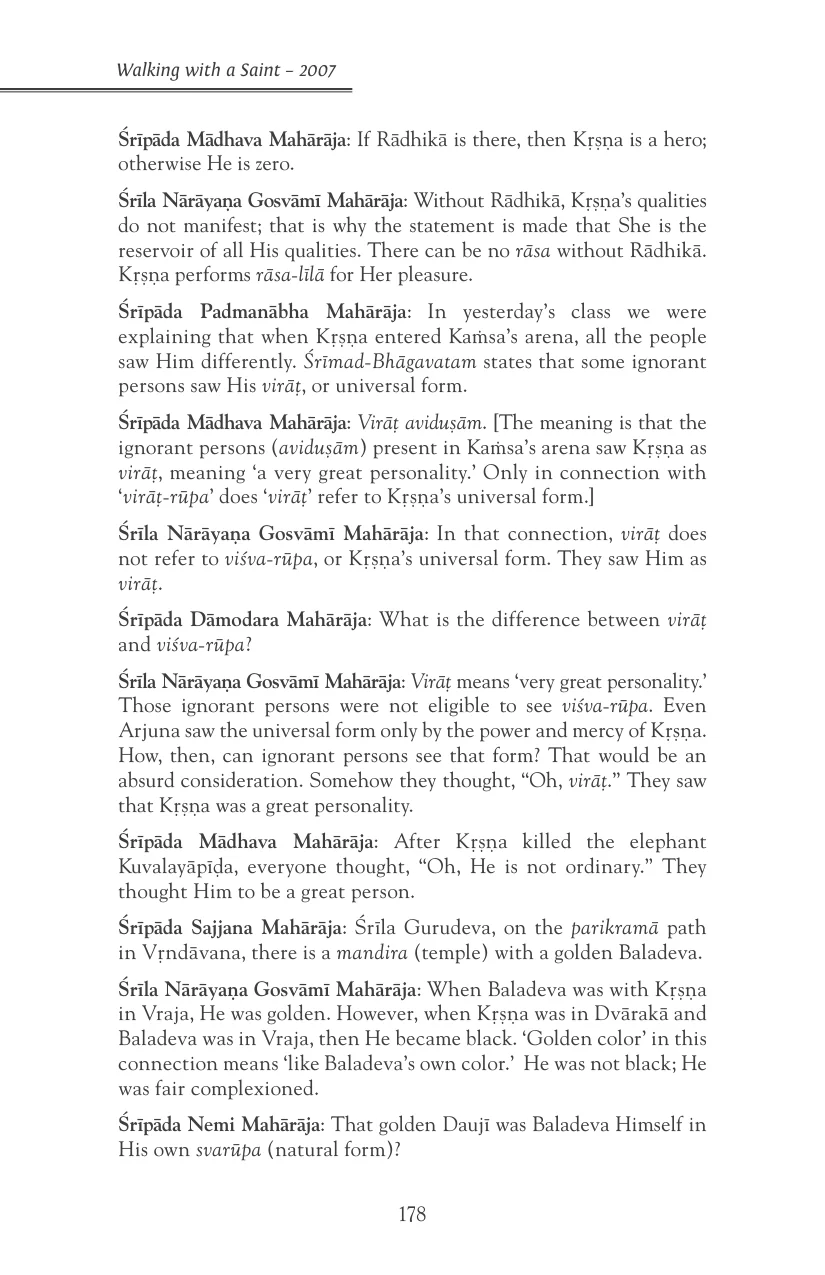 Walking with a Saint – 2007
Śrīpāda Mādhava Mahārāja: If Rādhikā is there, then Kṛṣṇa is a hero;
otherwise He is zero.
Śrīla Nārāyaṇa Gosvāmī Mahārāja: Without Rādhikā, Kṛṣṇa’s qualities
do not manifest; that is why the statement is made that She is the
reservoir of all His qualities. There can be no rāsa without Rādhikā.
Kṛṣṇa performs rāsa-līlā for Her pleasure.
Śrīpāda Padmanābha Mahārāja: In yesterday’s class we were
explaining that when Kṛṣṇa entered Kaṁsa’s arena, all the people
saw Him differently. Śrīmad-Bhāgavatam states that some ignorant
persons saw His virāṭ, or universal form.
Śrīpāda Mādhava Mahārāja: Virāṭ aviduṣām. [The meaning is that the
ignorant persons (aviduṣām) present in Kaṁsa’s arena saw Kṛṣṇa as
virāṭ, meaning ‘a very great personality.’ Only in connection with
‘virāṭ-rūpa’ does ‘virāṭ’ refer to Kṛṣṇa’s universal form.]
Śrīla Nārāyaṇa Gosvāmī Mahārāja: In that connection, virāṭ does
not refer to viśva-rūpa, or Kṛṣṇa’s universal form. They saw Him as
virāṭ.
Śrīpāda Dāmodara Mahārāja: What is the difference between virāṭ
and viśva-rūpa?
Śrīla Nārāyaṇa Gosvāmī Mahārāja: Virāṭ means ‘very great personality.’
Those ignorant persons were not eligible to see viśva-rūpa. Even
Arjuna saw the universal form only by the power and mercy of Kṛṣṇa.
How, then, can ignorant persons see that form? That would be an
absurd consideration. Somehow they thought, “Oh, virāṭ.” They saw
that Kṛṣṇa was a great personality.
Śrīpāda Mādhava Mahārāja: After Kṛṣṇa killed the elephant
Kuvalayāpīḍa, everyone thought, “Oh, He is not ordinary.” They
thought Him to be a great person.
Śrīpāda Sajjana Mahārāja: Śrīla Gurudeva, on the parikramā path
in Vṛndāvana, there is a mandira (temple) with a golden Baladeva.
Śrīla Nārāyaṇa Gosvāmī Mahārāja: When Baladeva was with Kṛṣṇa
in Vraja, He was golden. However, when Kṛṣṇa was in Dvārakā and
Baladeva was in Vraja, then He became black. ‘Golden color’ in this
connection means ‘like Baladeva’s own color.’ He was not black; He
was fair complexioned.
Śrīpāda Nemi Mahārāja: That golden Daujī was Baladeva Himself in
His own svarūpa (natural form)?
178